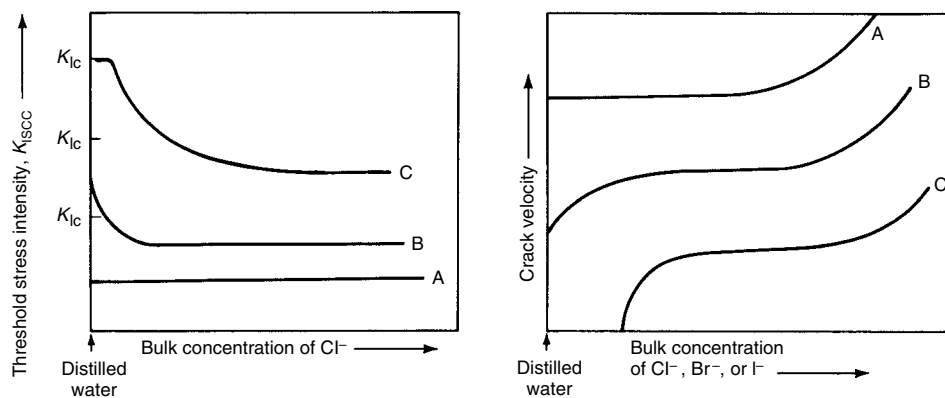 Threshold stress intensity, K_ISCC
K_Ic
K_Ic
K_Ic
C
B
A
Bulk concentration of Cl⁻
Distilled
water
Crack velocity
A
B
C
Distilled
water
Bulk concentration
of Cl⁻, Br⁻, or I⁻